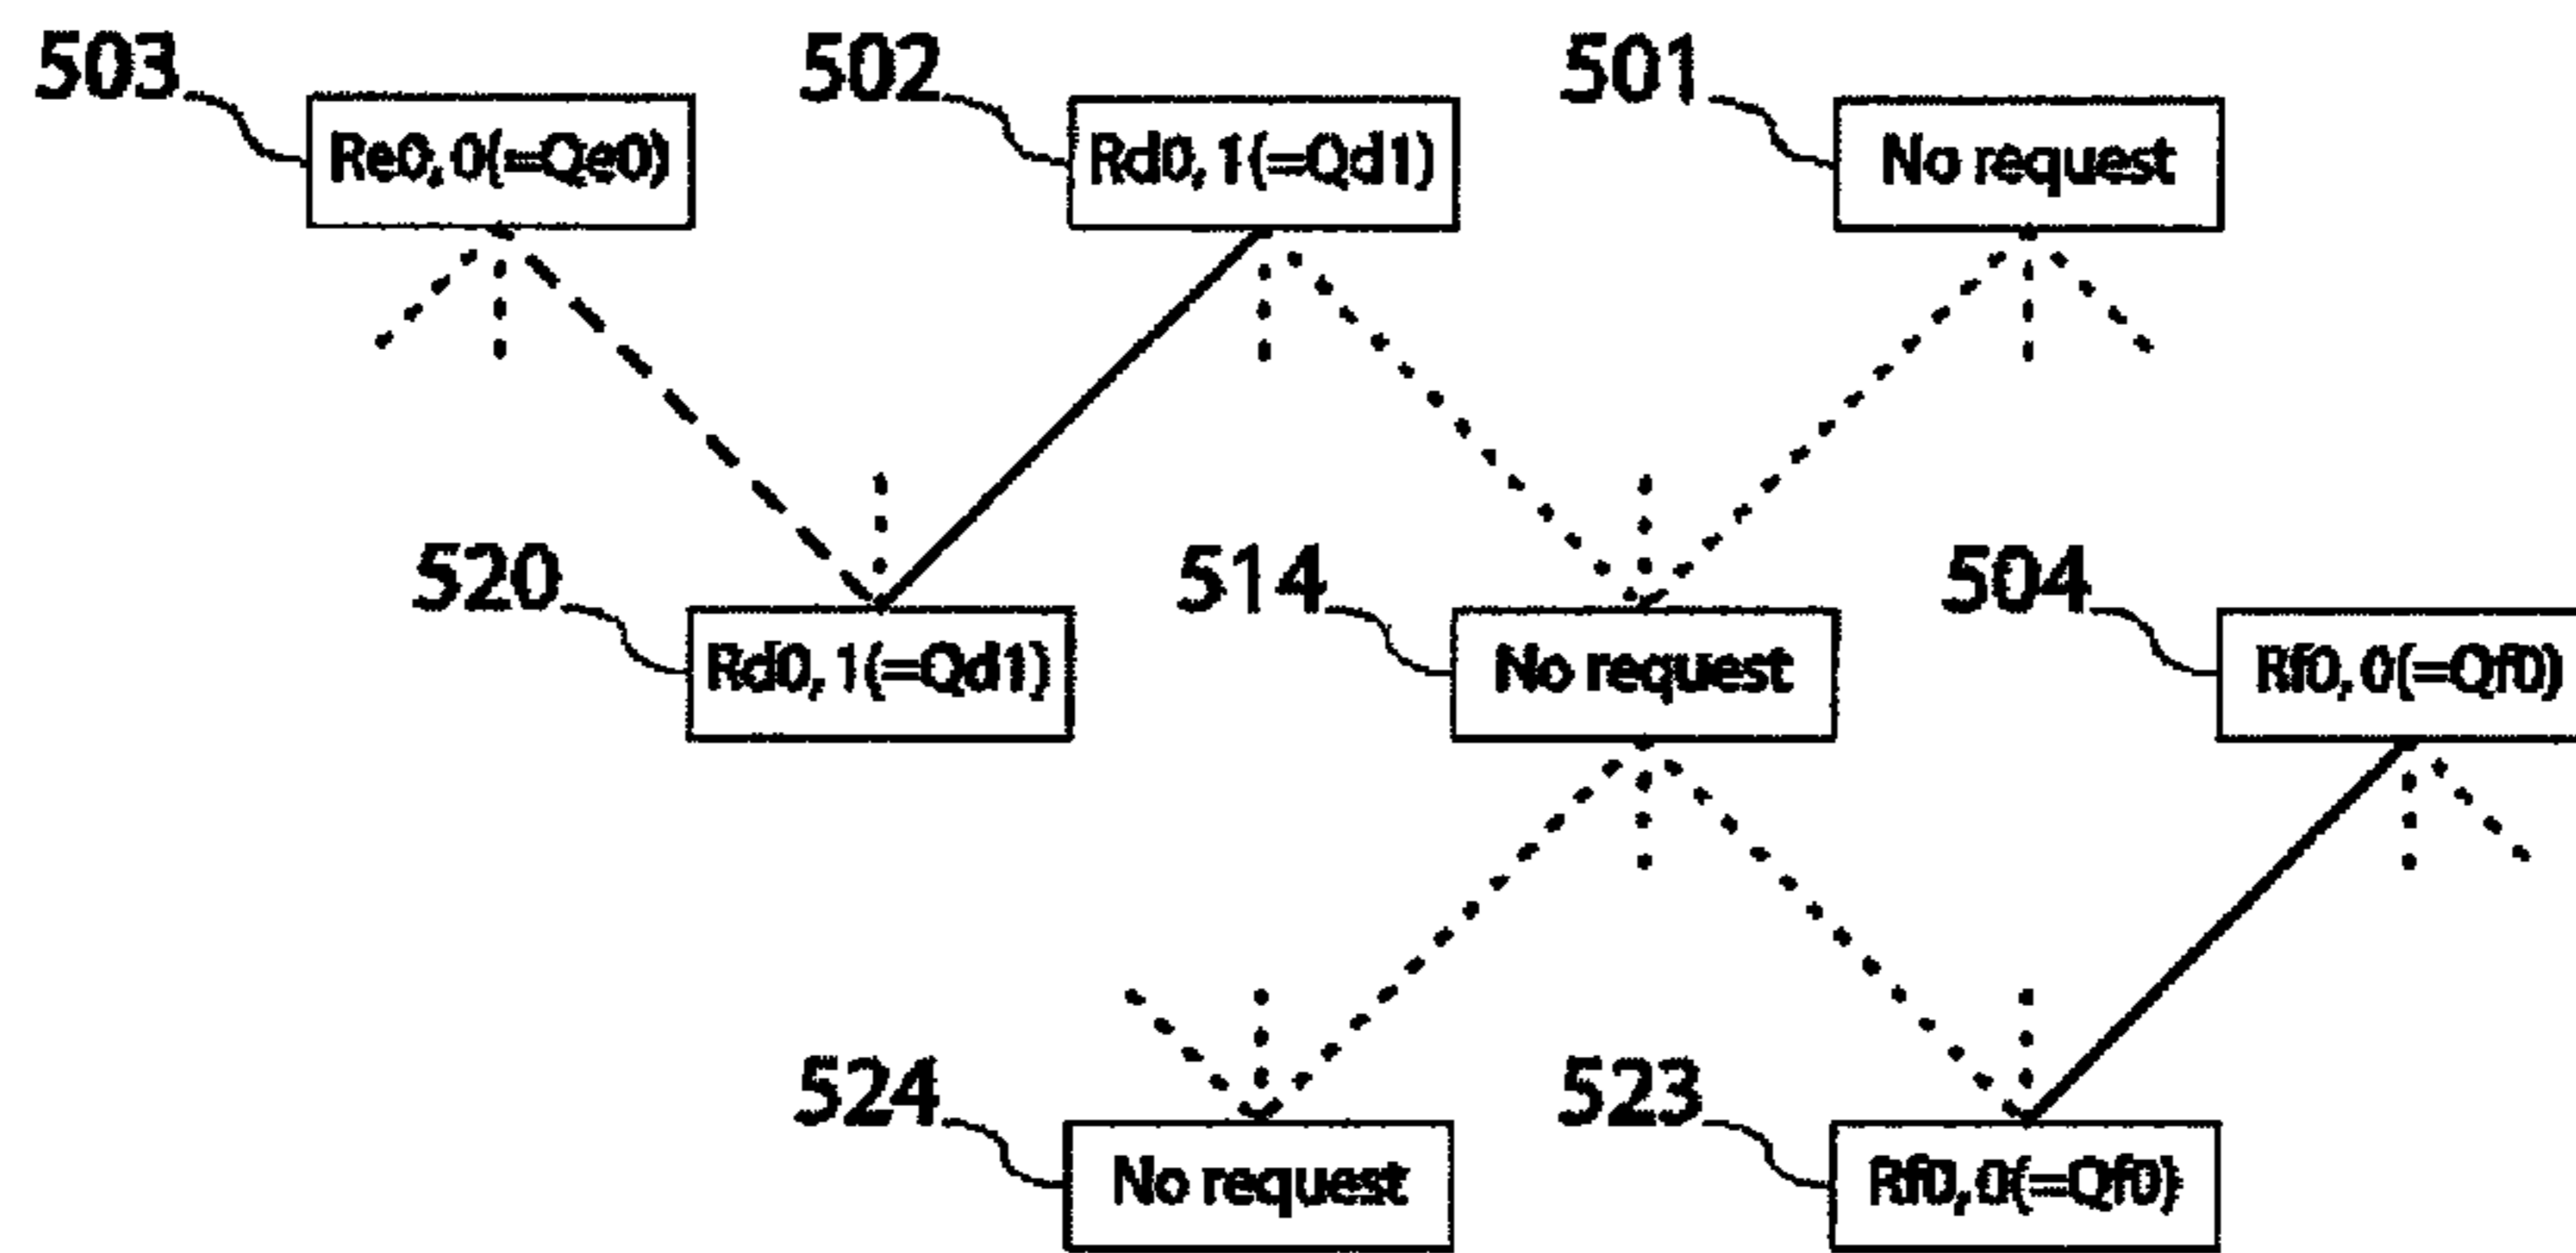 503 502 501
Re0, 0(=Qe0) Rd0, 1(=Qd1) No request
520 514 504
Rd0, 1(=Qd1) No request Rf0, 0(=Qf0)
524 523
No request Rf0, 0(=Qf0)